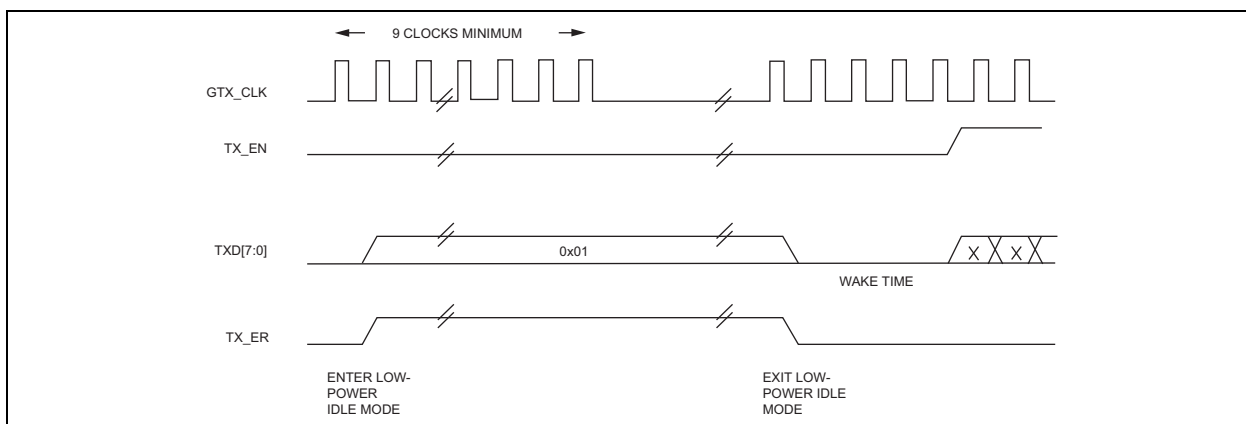 9 CLOCKS MINIMUM
GTX_CLK
TX_EN
TXD[7:0]
0x01
X X
WAKE TIME
TX_ER
ENTER LOW-
POWER
IDLE MODE
EXIT LOW-
POWER IDLE
MODE